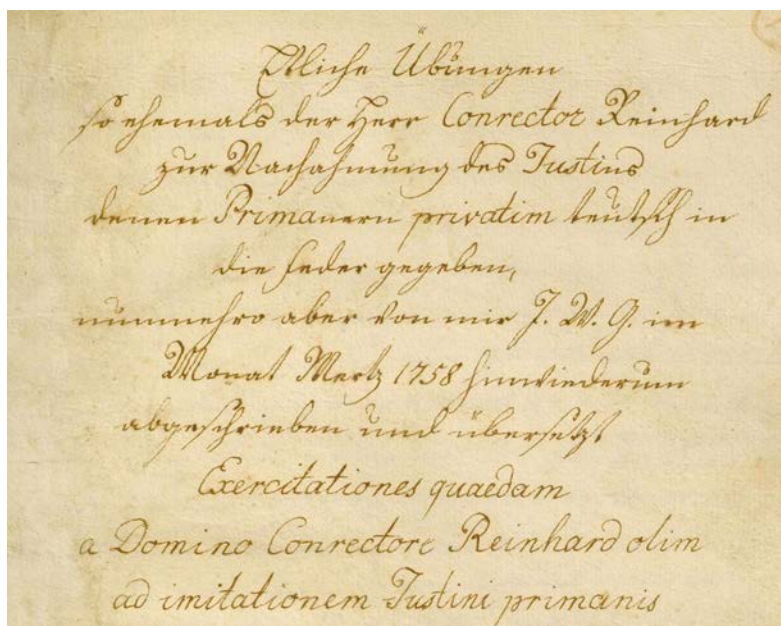 Etliche Übungen
so ehemals der Herr Conrector Reinhard
zur Nachahmung des Justins
denen Primanern privatim teutsch in
die Feder gegeben,
nunmehro aber von mir J. W. G. im
Monat Mertz 1758 hinwiederum
abgeschrieben und übersetzt
Exercitationes quaedam
a Domino Conrectore Reinhard olim
ad imitationem Justini primanis